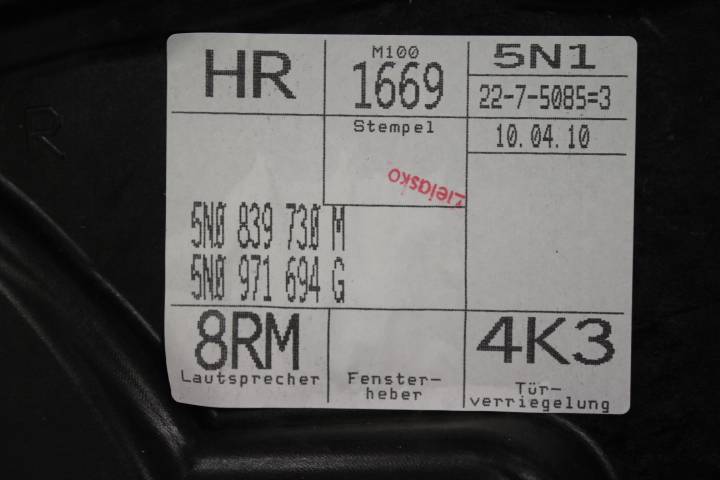 HR
M100
1669
5N1
22-7-5085=3
10.04.10
Stempel
Zielasko
5N0 839 730 M
5N0 971 694 G
8RM
Lautsprecher
Fenster-
heber
4K3
Tür-
verriegelung
R